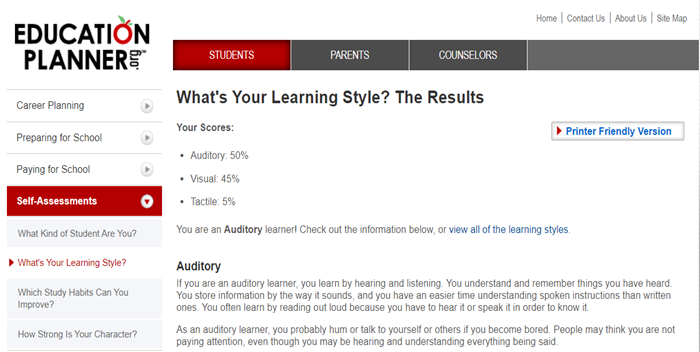 Home | Contact Us | About Us | Site Map
EDUCATION
PLANNER.org™
STUDENTS
PARENTS
COUNSELORS
Career Planning
Preparing for School
Paying for School
Self-Assessments
What Kind of Student Are You?
What's Your Learning Style?
Which Study Habits Can You
Improve?
How Strong Is Your Character?
What's Your Learning Style? The Results
Your Scores:
Printer Friendly Version
• Auditory: 50%
• Visual: 45%
• Tactile: 5%
You are an Auditory learner! Check out the information below, or view all of the learning styles.
Auditory
If you are an auditory learner, you learn by hearing and listening. You understand and remember things you have heard.
You store information by the way it sounds, and you have an easier time understanding spoken instructions than written
ones. You often learn by reading out loud because you have to hear it or speak it in order to know it.
As an auditory learner, you probably hum or talk to yourself or others if you become bored. People may think you are not
paying attention, even though you may be hearing and understanding everything being said.